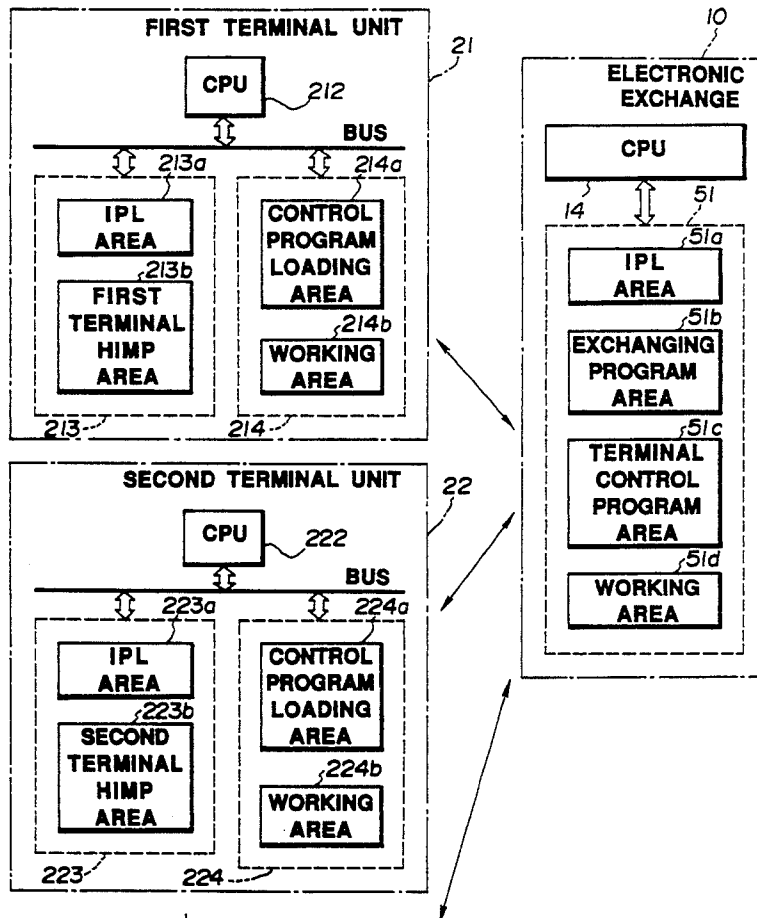 FIRST TERMINAL UNIT
21
CPU
212
BUS
213a
IPL
AREA
213b
FIRST
TERMINAL
HIMP
AREA
213
214a
CONTROL
PROGRAM
LOADING
AREA
214b
WORKING
AREA
214
SECOND TERMINAL UNIT
22
CPU
222
BUS
223a
IPL
AREA
223b
SECOND
TERMINAL
HIMP
AREA
223
224a
CONTROL
PROGRAM
LOADING
AREA
224b
WORKING
AREA
224
10
ELECTRONIC
EXCHANGE
CPU
14
51
51a
IPL
AREA
51b
EXCHANGING
PROGRAM
AREA
51c
TERMINAL
CONTROL
PROGRAM
AREA
51d
WORKING
AREA